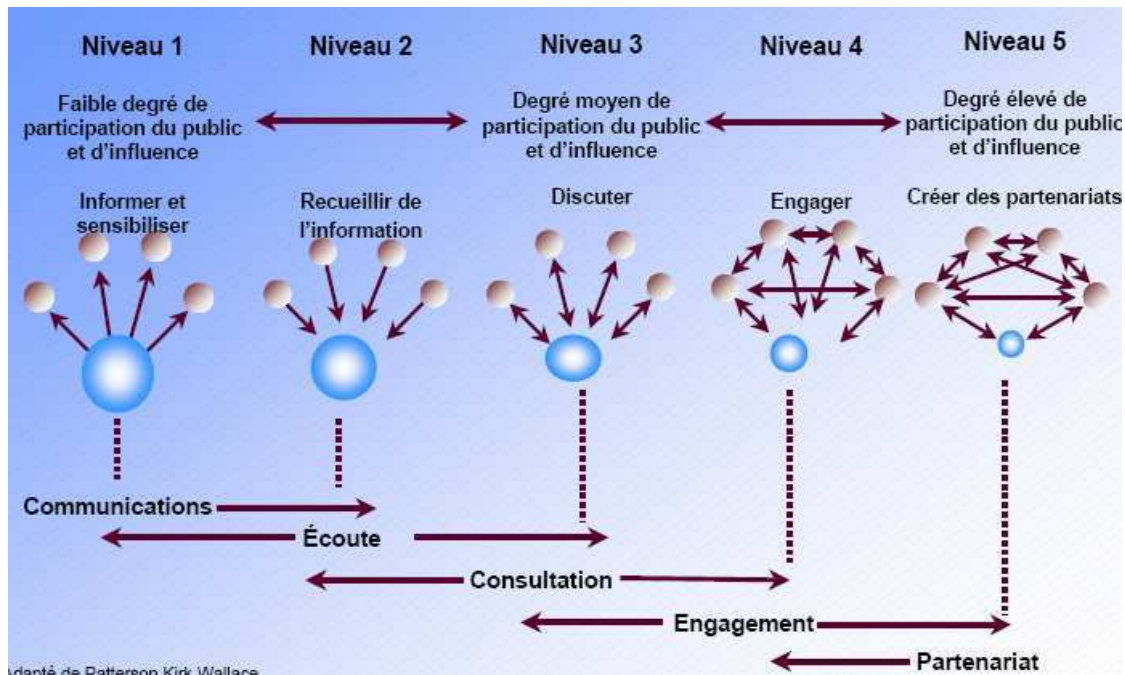 Niveau 1
Niveau 2
Niveau 3
Niveau 4
Niveau 5
Faible degré de
participation du public
et d'influence
Degré moyen de
participation du public
et d'influence
Degré élevé de
participation du public
et d'influence
Informer et
sensibiliser
Recueillir de
l'information
Discuter
Engager
Créer des partenariats
Communications
Écoute
Consultation
Engagement
Partenariat
Adapté de Patterson Kirk Wallace